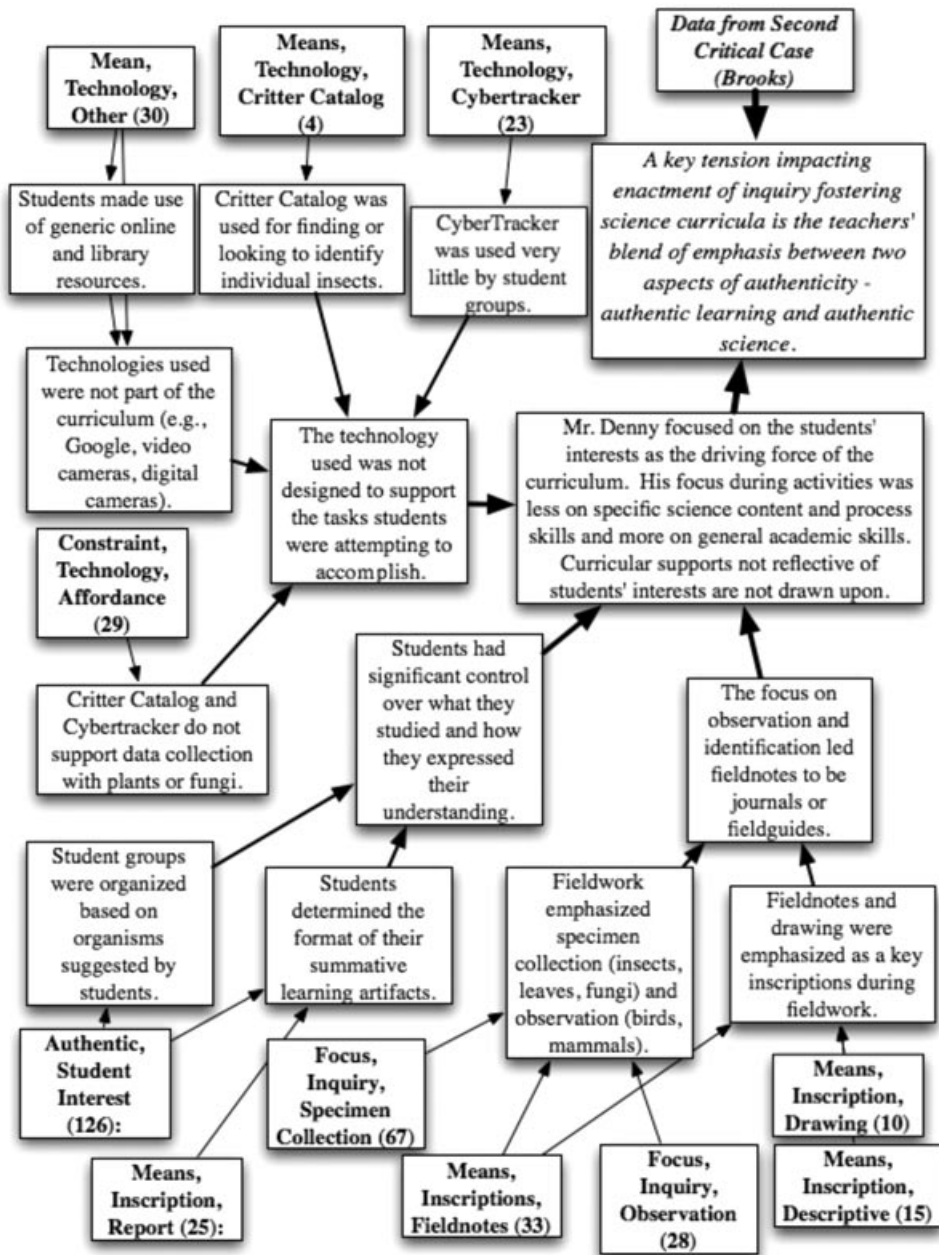 Mean,
Technology,
Other (30)
Means,
Technology,
Critter Catalog
(4)
Means,
Technology,
Cybertracker
(23)
Data from Second
Critical Case
(Brooks)
Students made use
of generic online
and library
resources.
Critter Catalog was
used for finding or
looking to identify
individual insects.
CyberTracker
was used very
little by student
groups.
A key tension impacting
enactment of inquiry fostering
science curricula is the teachers'
blend of emphasis between two
aspects of authenticity -
authentic learning and authentic
science.
Technologies used
were not part of the
curriculum (e.g.,
Google, video
cameras, digital
cameras).
The technology
used was not
designed to support
the tasks students
were attempting to
accomplish.
Mr. Denny focused on the students'
interests as the driving force of the
curriculum. His focus during activities was
less on specific science content and process
skills and more on general academic skills.
Curricular supports not reflective of
students' interests are not drawn upon.
Constraint,
Technology,
Affordance
(29)
Critter Catalog and
Cybertracker do not
support data collection
with plants or fungi.
Students had
significant control
over what they
studied and how
they expressed
their
understanding.
The focus on
observation and
identification led
fieldnotes to be
journals or
fieldguides.
Student groups
were organized
based on
organisms
suggested by
students.
Students
determined the
format of their
summative
learning artifacts.
Fieldwork
emphasized
specimen
collection (insects,
leaves, fungi) and
observation (birds,
mammals).
Fieldnotes and
drawing were
emphasized as a key
inscriptions during
fieldwork.
Authentic,
Student
Interest
(126):
Focus,
Inquiry,
Specimen
Collection (67)
Means,
Inscription,
Drawing (10)
Means,
Inscription,
Report (25):
Means,
Inscriptions,
Fieldnotes (33)
Focus,
Inquiry,
Observation
(28)
Means,
Inscription,
Descriptive (15)